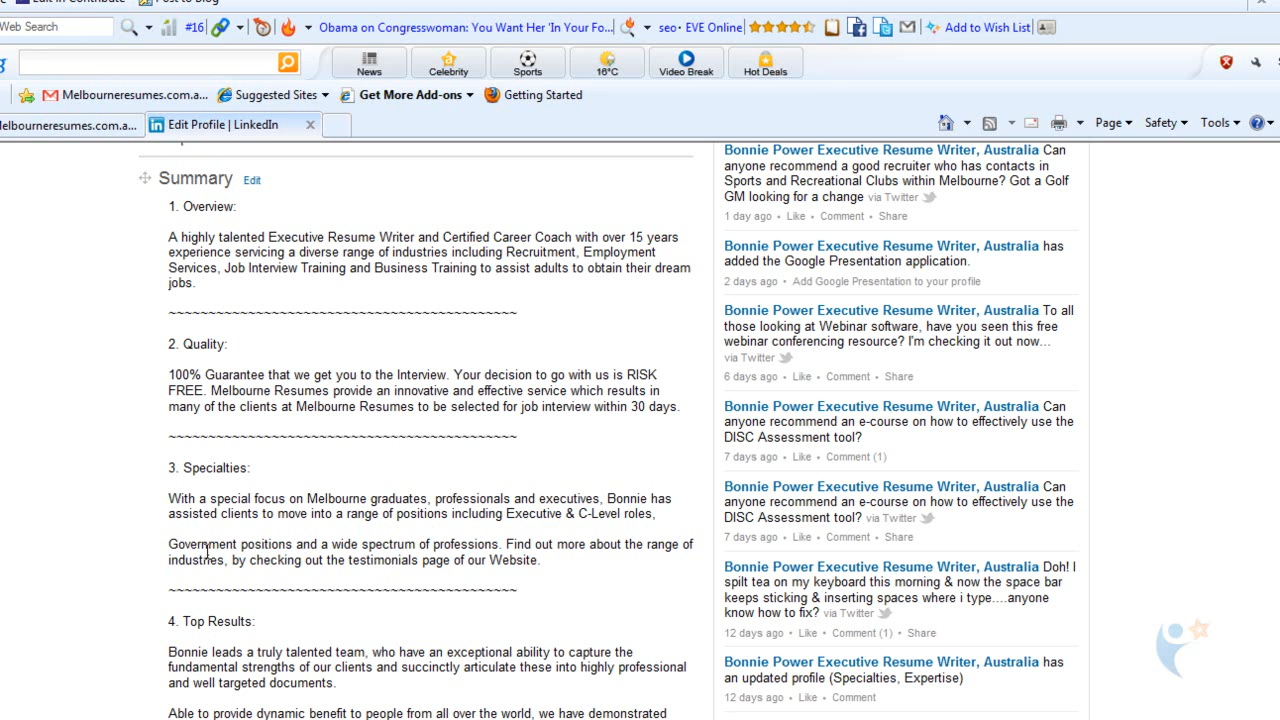 Edit in Contribute Post to Blog
Web Search #16 Obama on Congresswoman: You Want Her 'In Your Fo... seo EVE Online Add to Wish List
News Celebrity Sports 16°C Video Break Hot Deals
Melbourneresumes.com.a... Suggested Sites Get More Add-ons Getting Started
elbourneresumes.com.a... Edit Profile | LinkedIn Page Safety Tools
Summary Edit
1. Overview:
A highly talented Executive Resume Writer and Certified Career Coach with over 15 years
experience servicing a diverse range of industries including Recruitment, Employment
Services, Job Interview Training and Business Training to assist adults to obtain their dream
jobs.
~~~~~~~~~~~~~~~~~~~~~~~~~~~~~~~~~~~~~~~~~~~~
2. Quality:
100% Guarantee that we get you to the Interview. Your decision to go with us is RISK
FREE. Melbourne Resumes provide an innovative and effective service which results in
many of the clients at Melbourne Resumes to be selected for job interview within 30 days.
~~~~~~~~~~~~~~~~~~~~~~~~~~~~~~~~~~~~~~~~~~~~
3. Specialties:
With a special focus on Melbourne graduates, professionals and executives, Bonnie has
assisted clients to move into a range of positions including Executive & C-Level roles,
Government positions and a wide spectrum of professions. Find out more about the range of
industries, by checking out the testimonials page of our Website.
~~~~~~~~~~~~~~~~~~~~~~~~~~~~~~~~~~~~~~~~~~~~
4. Top Results:
Bonnie leads a truly talented team, who have an exceptional ability to capture the
fundamental strengths of our clients and succinctly articulate these into highly professional
and well targeted documents.
Able to provide dynamic benefit to people from all over the world, we have demonstrated
Bonnie Power Executive Resume Writer, Australia Can
anyone recommend a good recruiter who has contacts in
Sports and Recreational Clubs within Melbourne? Got a Golf
GM looking for a change via Twitter
1 day ago • Like • Comment • Share
Bonnie Power Executive Resume Writer, Australia has
added the Google Presentation application.
2 days ago • Add Google Presentation to your profile
Bonnie Power Executive Resume Writer, Australia To all
those looking at Webinar software, have you seen this free
webinar conferencing resource? I'm checking it out now...
via Twitter
6 days ago • Like • Comment • Share
Bonnie Power Executive Resume Writer, Australia Can
anyone recommend an e-course on how to effectively use the
DISC Assessment tool?
7 days ago • Like • Comment (1)
Bonnie Power Executive Resume Writer, Australia Can
anyone recommend an e-course on how to effectively use the
DISC Assessment tool? via Twitter
7 days ago • Like • Comment • Share
Bonnie Power Executive Resume Writer, Australia Doh! I
spilt tea on my keyboard this morning & now the space bar
keeps sticking & inserting spaces where i type....anyone
know how to fix? via Twitter
12 days ago • Like • Comment (1) • Share
Bonnie Power Executive Resume Writer, Australia has
an updated profile (Specialties, Expertise)
12 days ago • Like • Comment